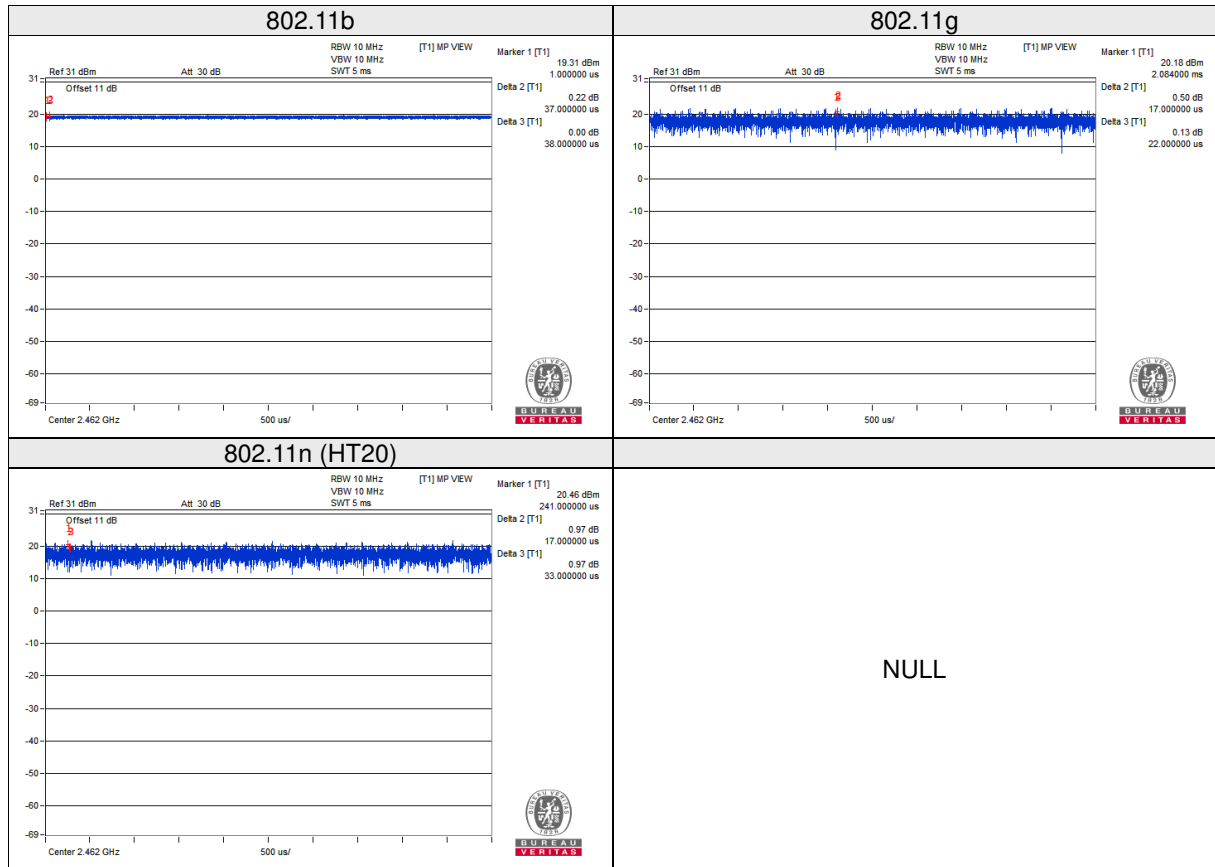 802.11b
RBW 10 MHz [T1] MP VIEW
VBW 10 MHz
Ref 31 dBm Att 30 dB SWT 5 ms
Marker 1 [T1]
19.31 dBm
1.000000 us
Delta 2 [T1]
0.22 dB
37.000000 us
Delta 3 [T1]
0.00 dB
38.000000 us
Offset 11 dB
31
20
10
0
-10
-20
-30
-40
-50
-60
-69
Center 2.462 GHz 500 us/
BUREAU VERITAS
1828
BUREAU
VERITAS
802.11g
RBW 10 MHz [T1] MP VIEW
VBW 10 MHz
Ref 31 dBm Att 30 dB SWT 5 ms
Marker 1 [T1]
20.18 dBm
2.084000 ms
Delta 2 [T1]
0.50 dB
17.000000 us
Delta 3 [T1]
0.13 dB
22.000000 us
Offset 11 dB
31
20
10
0
-10
-20
-30
-40
-50
-60
-69
Center 2.462 GHz 500 us/
BUREAU VERITAS
1828
BUREAU
VERITAS
802.11n (HT20)
RBW 10 MHz [T1] MP VIEW
VBW 10 MHz
Ref 31 dBm Att 30 dB SWT 5 ms
Marker 1 [T1]
20.46 dBm
241.000000 us
Delta 2 [T1]
0.97 dB
17.000000 us
Delta 3 [T1]
0.97 dB
33.000000 us
Offset 11 dB
31
20
10
0
-10
-20
-30
-40
-50
-60
-69
Center 2.462 GHz 500 us/
BUREAU VERITAS
1828
BUREAU
VERITAS
NULL